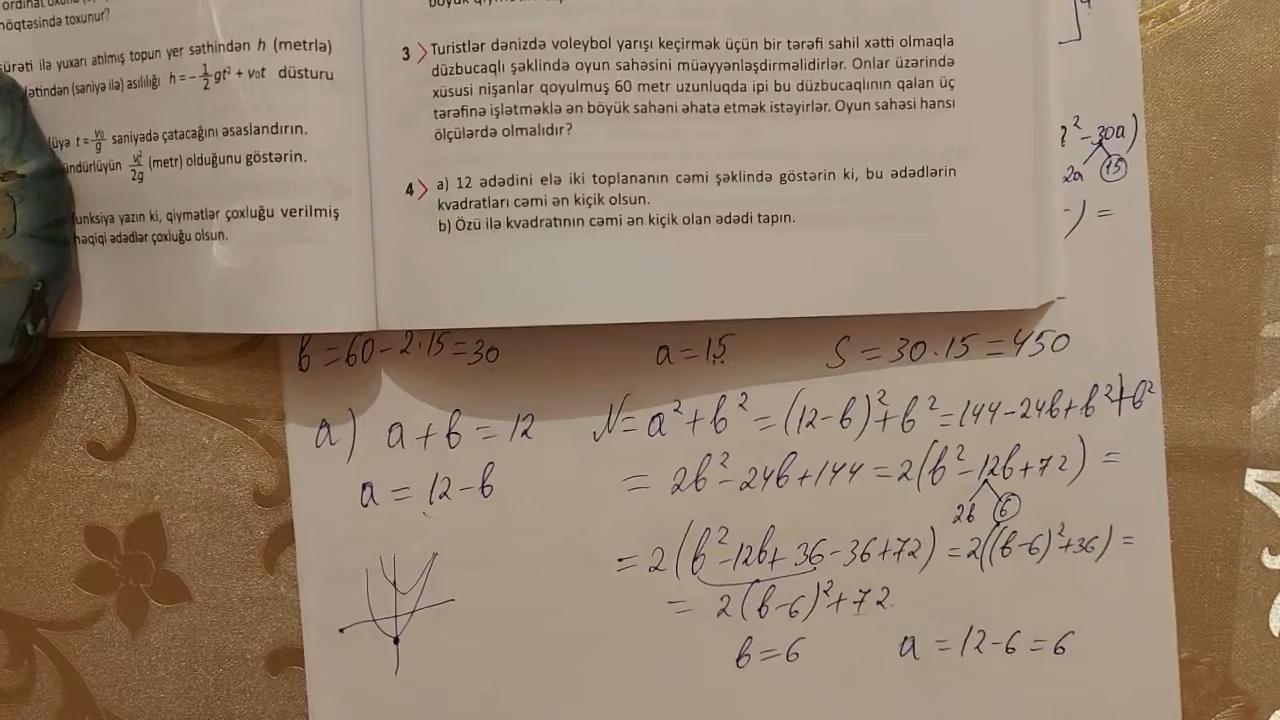 nöqtəsində toxunur?
sürəti ilə yuxarı atılmış topun yer səthindən h (metrlə)
(saniyə ilə) asılılığı h = − 1/2 gt² + v₀t düsturu
t = v₀/g saniyədə çatacağını əsaslandırın.
v₀²/2g (metr) olduğunu göstərin.
funksiya yazın ki, qiymətlər çoxluğu verilmiş
həqiqi ədədlər çoxluğu olsun.
3 Turistlər dənizdə voleybol yarışı keçirmək üçün bir tərəfi sahil xətti olmaqla
düzbucaqlı şəklində oyun sahəsini müəyyənləşdirməlidirlər. Onlar üzərində
xüsusi nişanlar qoyulmuş 60 metr uzunluqda ipi bu düzbucaqlının qalan üç
tərəfinə işlətməklə ən böyük sahəni əhatə etmək istəyirlər. Oyun sahəsi hansı
ölçülərdə olmalıdır?
4 a) 12 ədədini elə iki toplananın cəmi şəklində göstərin ki, bu ədədlərin
kvadratları cəmi ən kiçik olsun.
b) Özü ilə kvadratının cəmi ən kiçik olan ədədi tapın.
² − 30a)
2a 15
) =
b = 60 − 2·15 = 30 a = 15 S = 30·15 = 450
a) a + b = 12 N = a² + b² = (12 − b)² + b² = 144 − 24b + b² + b²
a = 12 − b = 2b² − 24b + 144 = 2(b² − 12b + 72) =
2b 6
= 2(b² − 12b + 36 − 36 + 72) = 2((b − 6)² + 36) =
= 2(b − 6)² + 72
b = 6 a = 12 − 6 = 6